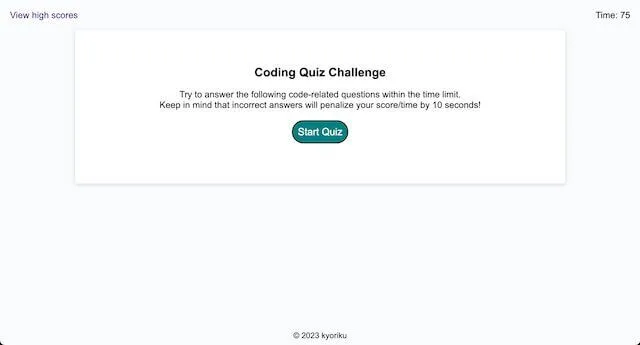 View high scores
Time: 75
Coding Quiz Challenge
Try to answer the following code-related questions within the time limit.
Keep in mind that incorrect answers will penalize your score/time by 10 seconds!
Start Quiz
© 2023 kyoriku